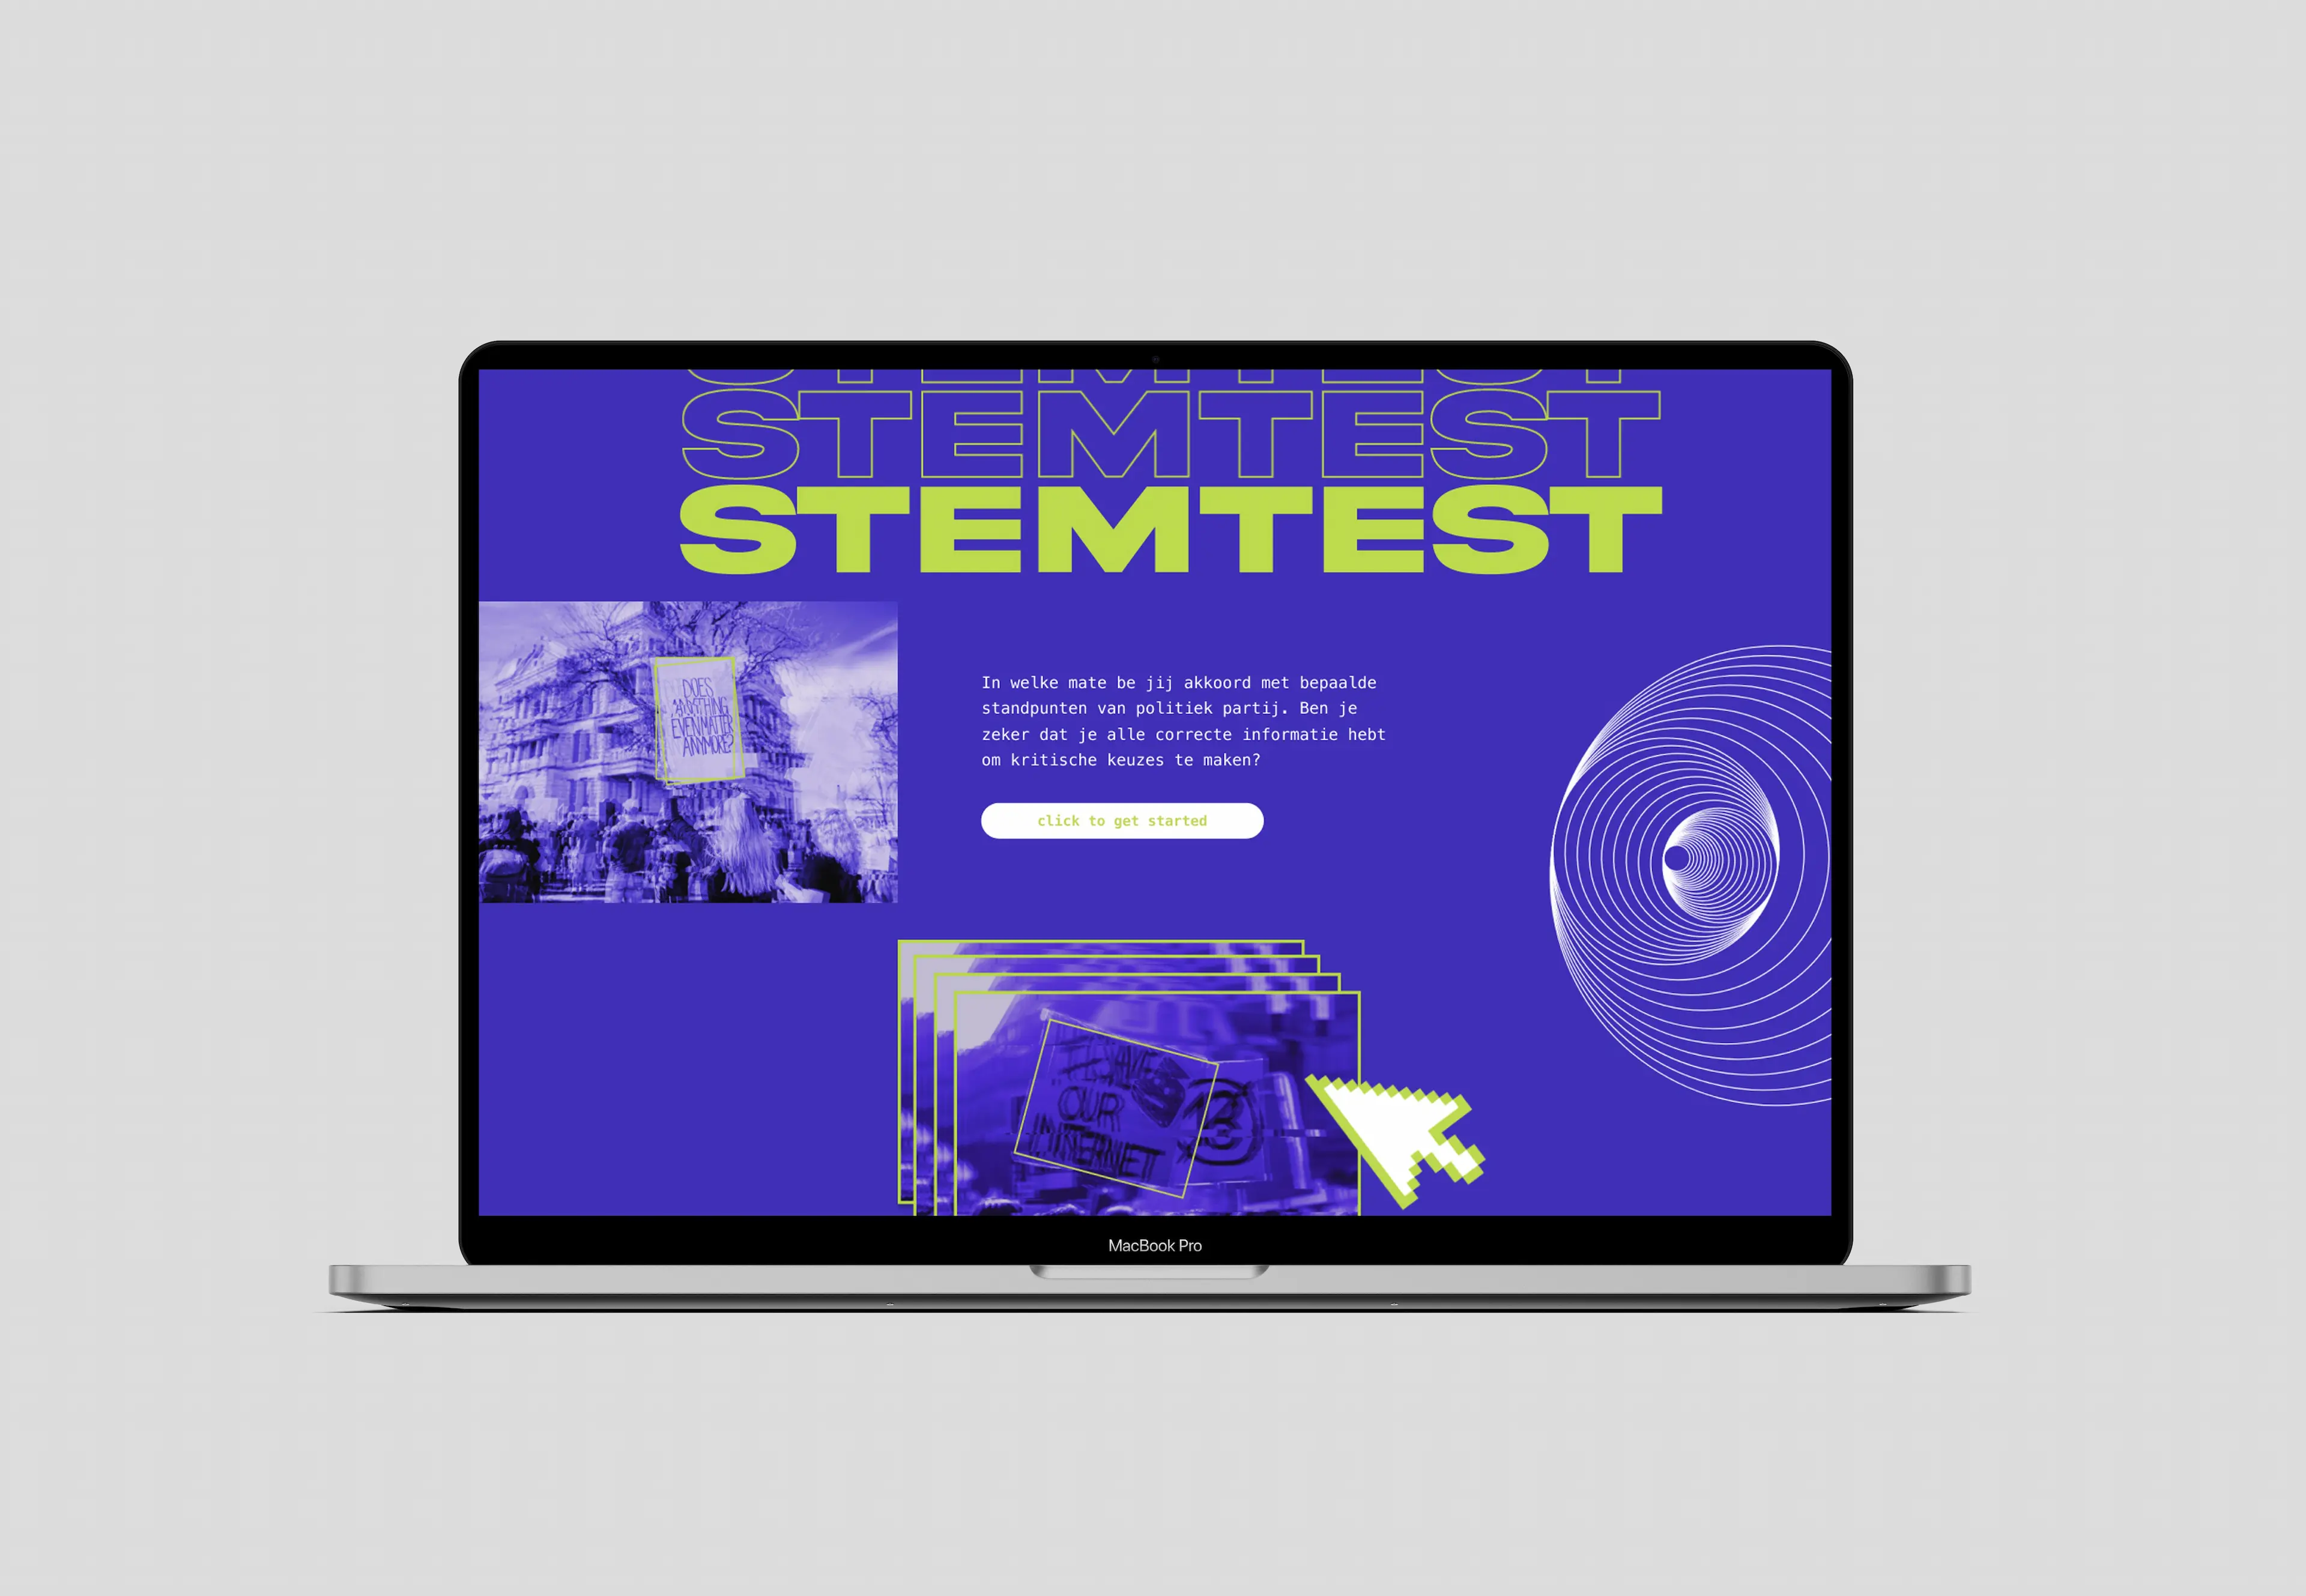 STEMTEST
STEMTEST
STEMTEST
DOES
ANYTHING
EVEN MATTER
ANYMORE?
In welke mate be jij akkoord met bepaalde
standpunten van politiek partij. Ben je
zeker dat je alle correcte informatie hebt
om kritische keuzes te maken?
click to get started
SAVE
OUR
INTERNET
13
MacBook Pro